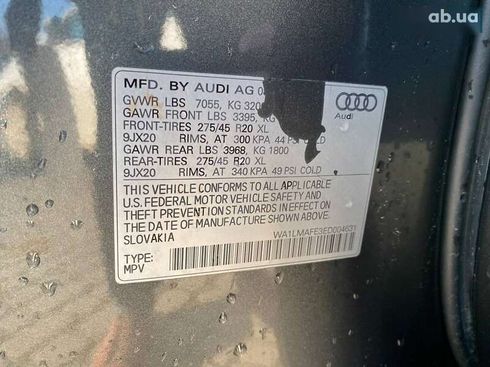 ab.ua
MFD. BY AUDI AG
GVWR LBS 7055, KG
GAWR FRONT LBS 3395,
FRONT-TIRES 275/45 R20 XL
9JX20 RIMS, AT 300 KPA 44 PSI COLD
GAWR REAR LBS 3968, KG 1800
REAR-TIRES 275/45 R20 XL
9JX20 RIMS, AT 340 KPA 49 PSI COLD
Audi
THIS VEHICLE CONFORMS TO ALL APPLICABLE
U.S. FEDERAL MOTOR VEHICLE SAFETY AND
THEFT PREVENTION STANDARDS IN EFFECT ON
THE DATE OF MANUFACTURE SHOWN ABOVE.
SLOVAKIA
WA1LMAFE3ED004631
TYPE:
MPV